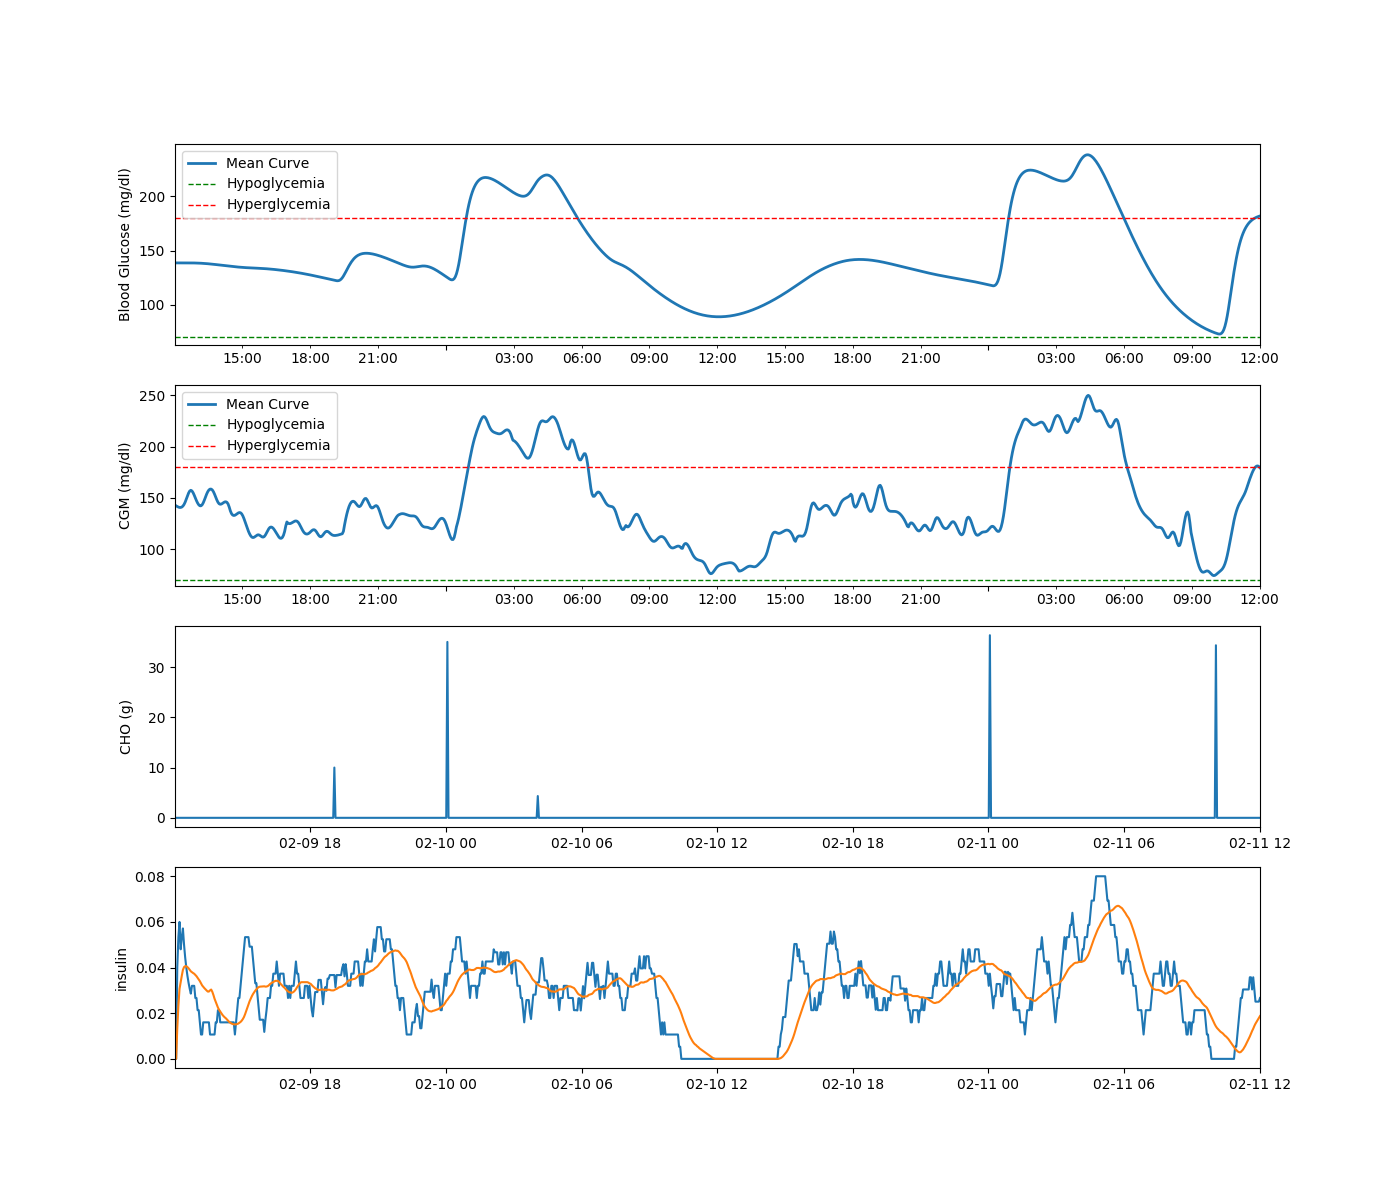 Blood Glucose (mg/dl)
200
150
100
Mean Curve
Hypoglycemia
Hyperglycemia
15:00 18:00 21:00 03:00 06:00 09:00 12:00 15:00 18:00 21:00 03:00 06:00 09:00 12:00
CGM (mg/dl)
250
200
150
100
Mean Curve
Hypoglycemia
Hyperglycemia
15:00 18:00 21:00 03:00 06:00 09:00 12:00 15:00 18:00 21:00 03:00 06:00 09:00 12:00
CHO (g)
30
20
10
0
02-09 18 02-10 00 02-10 06 02-10 12 02-10 18 02-11 00 02-11 06 02-11 12
insulin
0.08
0.06
0.04
0.02
0.00
02-09 18 02-10 00 02-10 06 02-10 12 02-10 18 02-11 00 02-11 06 02-11 12